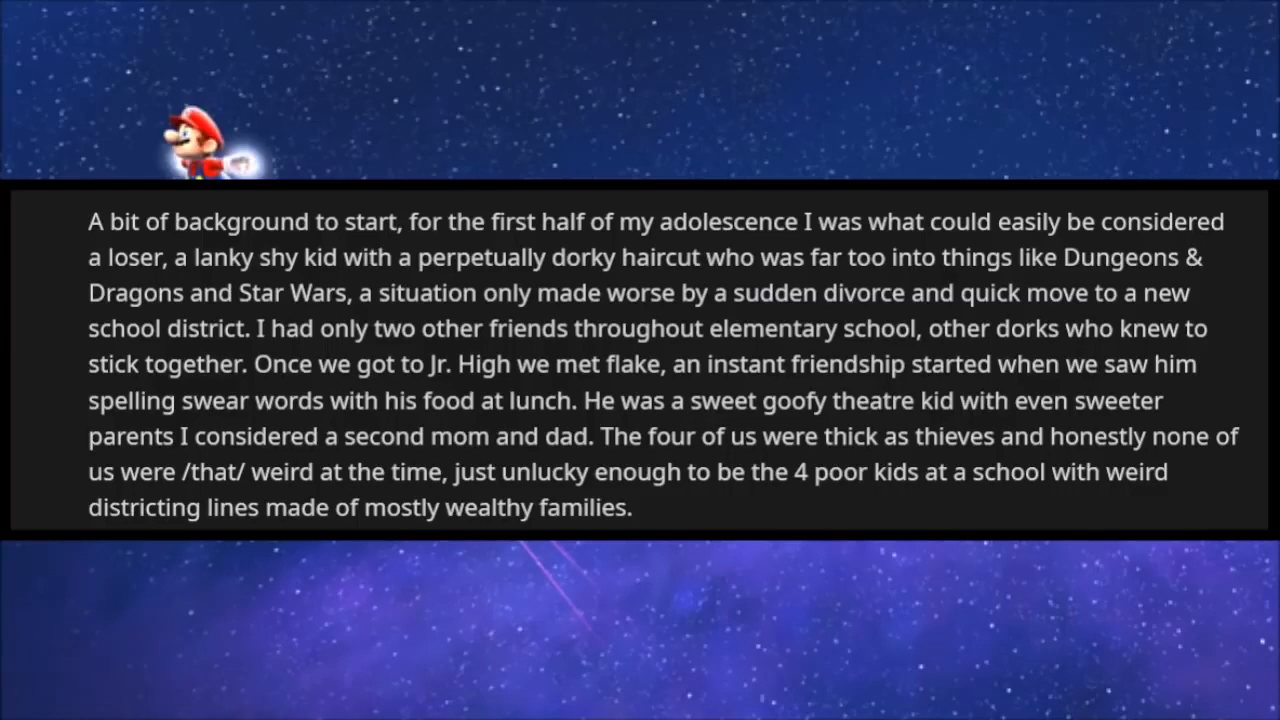 A bit of background to start, for the first half of my adolescence I was what could easily be considered
a loser, a lanky shy kid with a perpetually dorky haircut who was far too into things like Dungeons &
Dragons and Star Wars, a situation only made worse by a sudden divorce and quick move to a new
school district. I had only two other friends throughout elementary school, other dorks who knew to
stick together. Once we got to Jr. High we met flake, an instant friendship started when we saw him
spelling swear words with his food at lunch. He was a sweet goofy theatre kid with even sweeter
parents I considered a second mom and dad. The four of us were thick as thieves and honestly none of
us were /that/ weird at the time, just unlucky enough to be the 4 poor kids at a school with weird
districting lines made of mostly wealthy families.